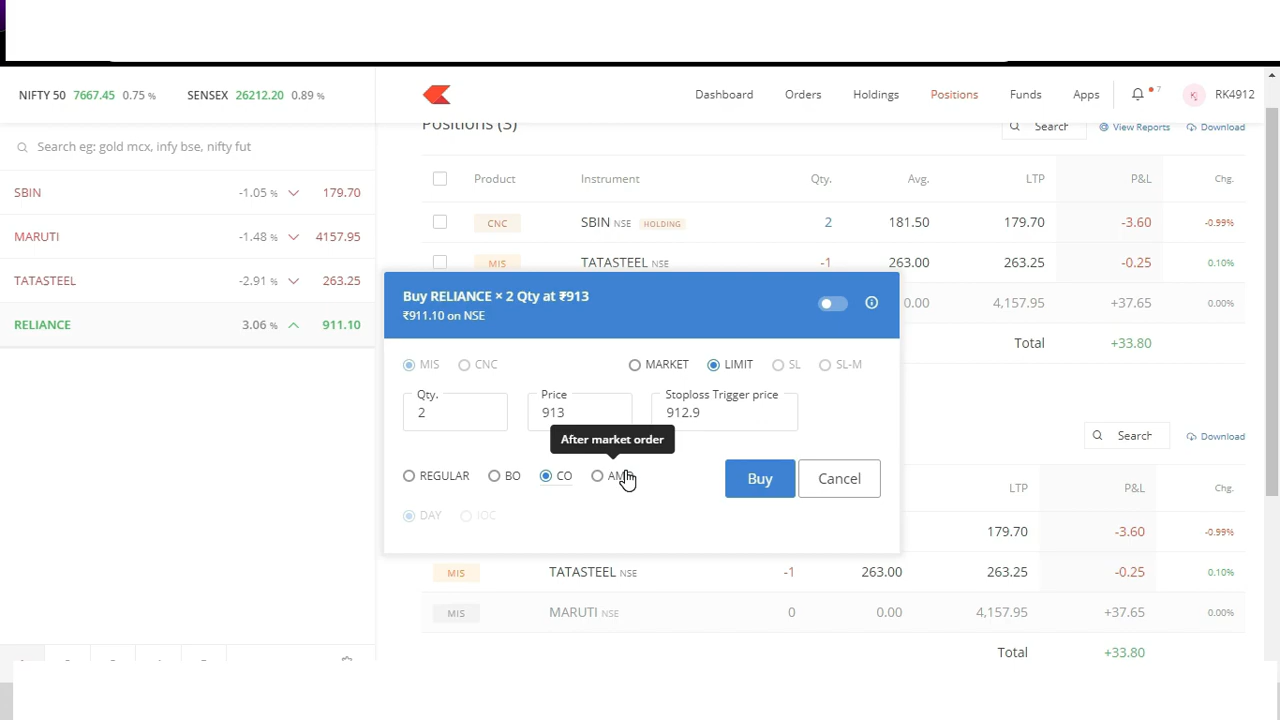 NIFTY 50 7667.45 0.75 % SENSEX 26212.20 0.89 %
Dashboard Orders Holdings Positions Funds Apps 7 RK4912
Search eg: gold mcx, infy bse, nifty fut
SBIN -1.05 % 179.70
MARUTI -1.48 % 4157.95
TATASTEEL -2.91 % 263.25
RELIANCE 3.06 % 911.10
Positions (3) Search View Reports Download
Product Instrument Qty. Avg. LTP P&L Chg.
CNC SBIN NSE HOLDING 2 181.50 179.70 -3.60 -0.99%
MIS TATASTEEL NSE -1 263.00 263.25 -0.25 0.10%
0.00 4,157.95 +37.65 0.00%
Total +33.80
Buy RELIANCE × 2 Qty at ₹913
₹911.10 on NSE
MIS CNC MARKET LIMIT SL SL-M
Qty. Price Stoploss Trigger price
2 913 912.9
After market order
REGULAR BO CO Buy Cancel
DAY IOC
Search Download
LTP P&L Chg.
179.70 -3.60 -0.99%
MIS TATASTEEL NSE -1 263.00 263.25 -0.25 0.10%
MIS MARUTI NSE 0 0.00 4,157.95 +37.65 0.00%
Total +33.80